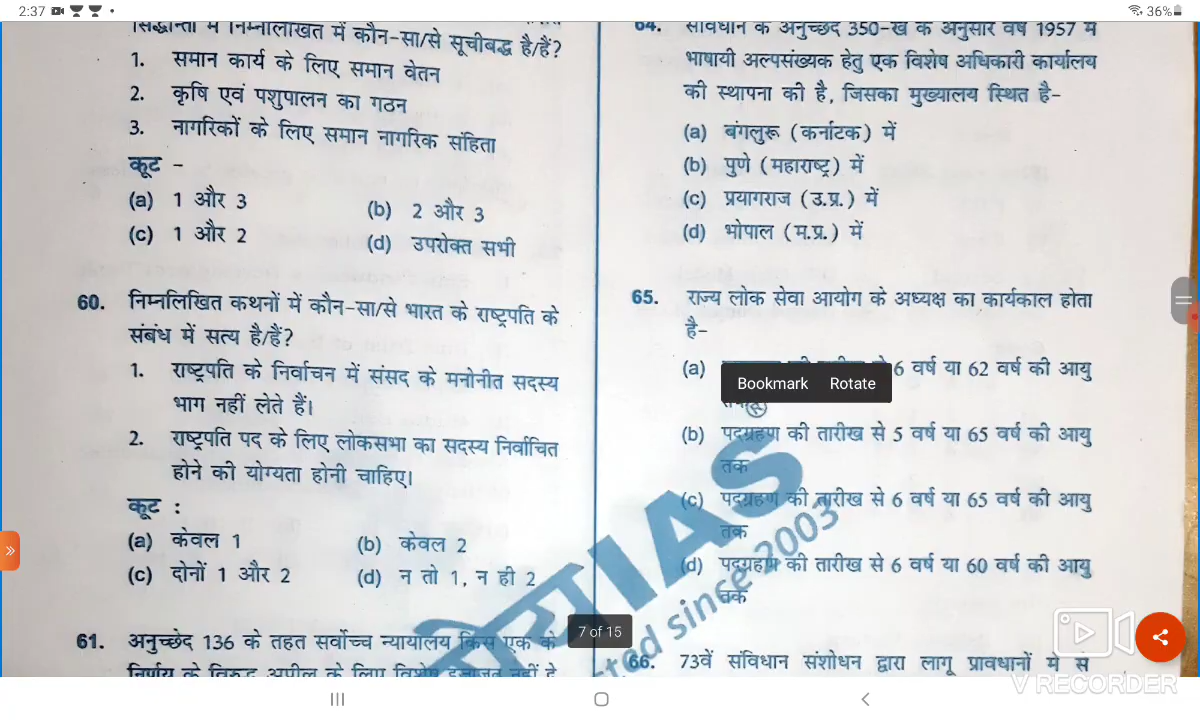 2:37
36%
सिद्धान्तों में निम्नलिखित में कौन-सा/से सूचीबद्ध है/हैं?
1. समान कार्य के लिए समान वेतन
2. कृषि एवं पशुपालन का गठन
3. नागरिकों के लिए समान नागरिक संहिता
कूट -
(a) 1 और 3
(b) 2 और 3
(c) 1 और 2
(d) उपरोक्त सभी
60. निम्नलिखित कथनों में कौन-सा/से भारत के राष्ट्रपति के
संबंध में सत्य है/हैं?
1. राष्ट्रपति के निर्वाचन में संसद के मनोनीत सदस्य
भाग नहीं लेते हैं।
2. राष्ट्रपति पद के लिए लोकसभा का सदस्य निर्वाचित
होने की योग्यता होनी चाहिए।
कूट :
(a) केवल 1
(b) केवल 2
(c) दोनों 1 और 2
(d) न तो 1, न ही 2
61. अनुच्छेद 136 के तहत सर्वोच्च न्यायालय किस एक के
निर्णय के विरुद्ध अपील के लिए विशेष इजाजत नहीं दे
64. संविधान के अनुच्छेद 350-ख के अनुसार वर्ष 1957 में
भाषायी अल्पसंख्यक हेतु एक विशेष अधिकारी कार्यालय
की स्थापना की है, जिसका मुख्यालय स्थित है-
(a) बंगलुरू (कर्नाटक) में
(b) पुणे (महाराष्ट्र) में
(c) प्रयागराज (उ.प्र.) में
(d) भोपाल (म.प्र.) में
65. राज्य लोक सेवा आयोग के अध्यक्ष का कार्यकाल होता
है-
(a) 6 वर्ष या 62 वर्ष की आयु
Bookmark Rotate
(b) पदग्रहण की तारीख से 5 वर्ष या 65 वर्ष की आयु
तक
(c) पदग्रहण की तारीख से 6 वर्ष या 65 वर्ष की आयु
तक
(d) पदग्रहण की तारीख से 6 वर्ष या 60 वर्ष की आयु
तक
66. 73वें संविधान संशोधन द्वारा लागू प्रावधानों में से
7 of 15
IAS
since 2003
V RECORDER